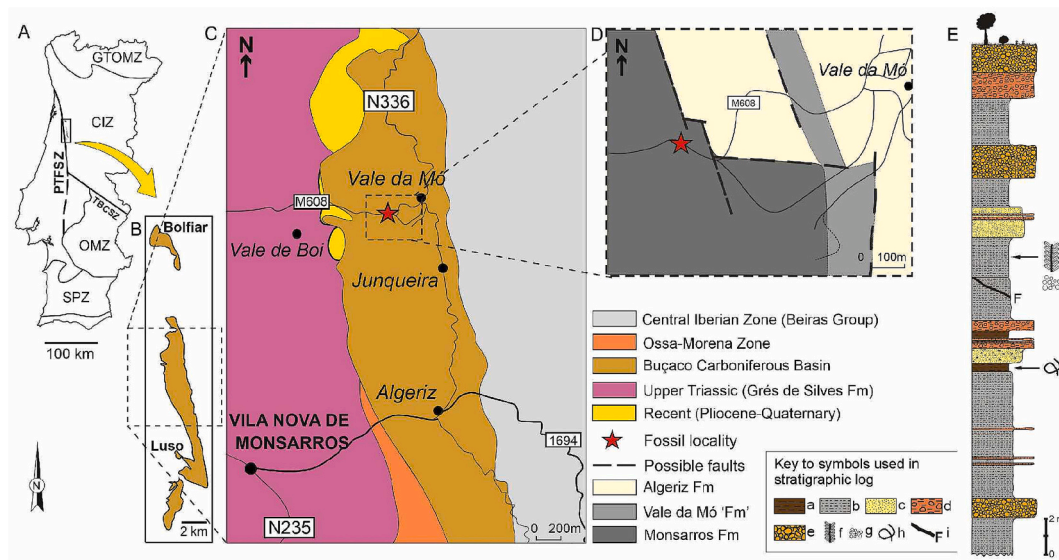 A
GTOMZ
CIZ
PTFSZ
TBCSZ
OMZ
SPZ
100 km
B
Bolfiar
Luso
N
2 km
C
N
N336
Vale da Mó
M608
Vale de Boi
Junqueira
Algeriz
VILA NOVA DE
MONSARROS
1694
N235
0 200m
D
N
Vale da Mó
M608
0 100m
Central Iberian Zone (Beiras Group)
Ossa-Morena Zone
Buçaco Carboniferous Basin
Upper Triassic (Grés de Silves Fm)
Recent (Pliocene-Quaternary)
Fossil locality
Possible faults
Algeriz Fm
Vale da Mó 'Fm'
Monsarros Fm
Key to symbols used in
stratigraphic log
a b c d
e f g h F i
E
F
2 m
0